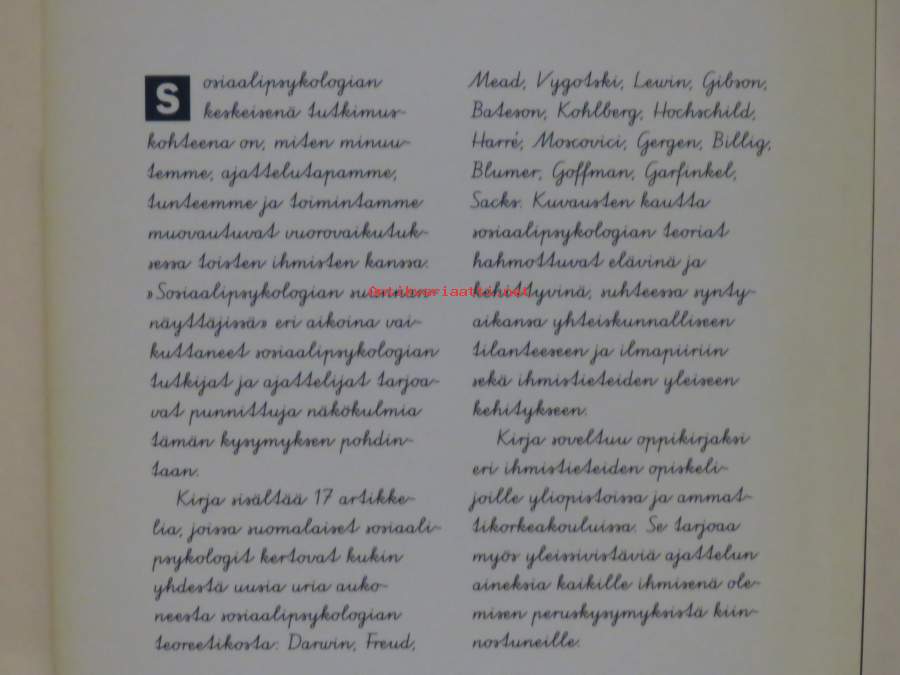 Sosiaalipsykologian
keskeisenä tutkimus-
kohteena on, miten minuu-
temme, ajattelutapamme,
tunteemme ja toimintamme
muovautuvat vuorovaikutuk-
sessa toisten ihmisten kanssa.
»Sosiaalipsykologian suunnan-
näyttäjissä» eri aikoina vai-
kuttaneet sosiaalipsykologian
tutkijat ja ajattelijat tarjoa-
vat punnittuja näkökulmia
tämän kysymyksen pohdin-
taan.
Kirja sisältää 17 artikke-
lia, joissa suomalaiset sosiaali-
psykologit kertovat kukin
yhdestä uusia uria auko-
neesta sosiaalipsykologian
teoreetikosta: Darwin, Freud,
Mead, Vygotski, Lewin, Gibson,
Bateson, Kohlberg, Hochschild,
Harré, Moscovici, Gergen, Billig,
Blumer, Goffman, Garfinkel,
Sacks. Kuvausten kautta
sosiaalipsykologian teoriat
hahmottuvat elävinä ja
kehittyvinä, suhteessa synty-
aikansa yhteiskunnalliseen
tilanteeseen ja ilmapiiriin
sekä ihmistieteiden yleiseen
kehitykseen.
Kirja soveltuu oppikirjaksi
eri ihmistieteiden opiskeli-
joille yliopistoissa ja ammat-
tikorkeakouluissa. Se tarjoaa
myös yleissivistäviä ajattelun
aineksia kaikille ihmisenä ole-
misen peruskysymyksistä kiin-
nostuneille.
Antikvariaattiset